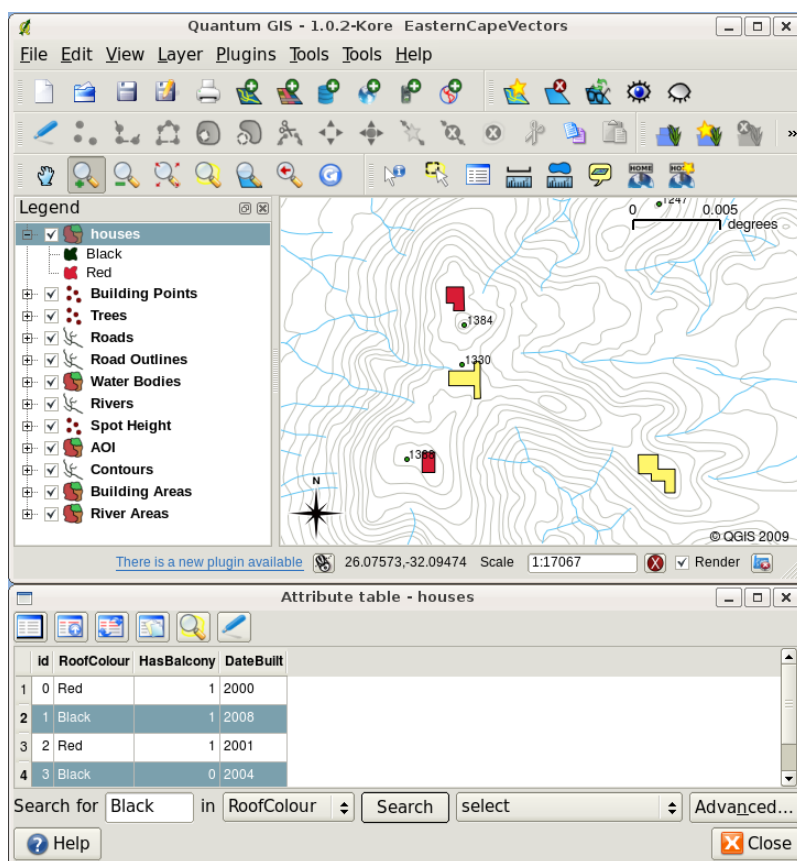 Quantum GIS - 1.0.2-Kore EasternCapeVectors
File Edit View Layer Plugins Tools Tools Help
HOME
Legend
houses
Black
Red
Building Points
Trees
Roads
Road Outlines
Water Bodies
Rivers
Spot Height
AOI
Contours
Building Areas
River Areas
1247
0 0.005
degrees
1384
1330
N
© QGIS 2009
There is a new plugin available 26.07573,-32.09474 Scale 1:17067 Render
Attribute table - houses
id RoofColour HasBalcony DateBuilt
1 0 Red 1 2000
2 1 Black 1 2008
3 2 Red 1 2001
4 3 Black 0 2004
Search for Black in RoofColour Search select Advanced...
Help Close